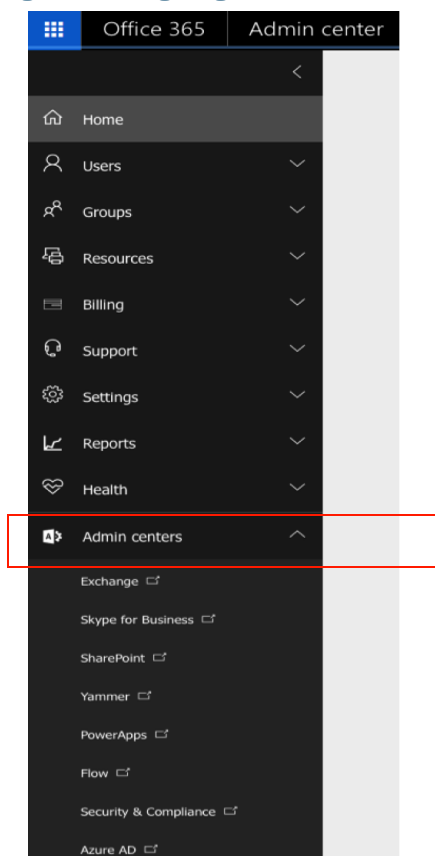 Office 365 Admin center
Home
Users
Groups
Resources
Billing
Support
Settings
Reports
Health
Admin centers
Exchange
Skype for Business
SharePoint
Yammer
PowerApps
Flow
Security & Compliance
Azure AD